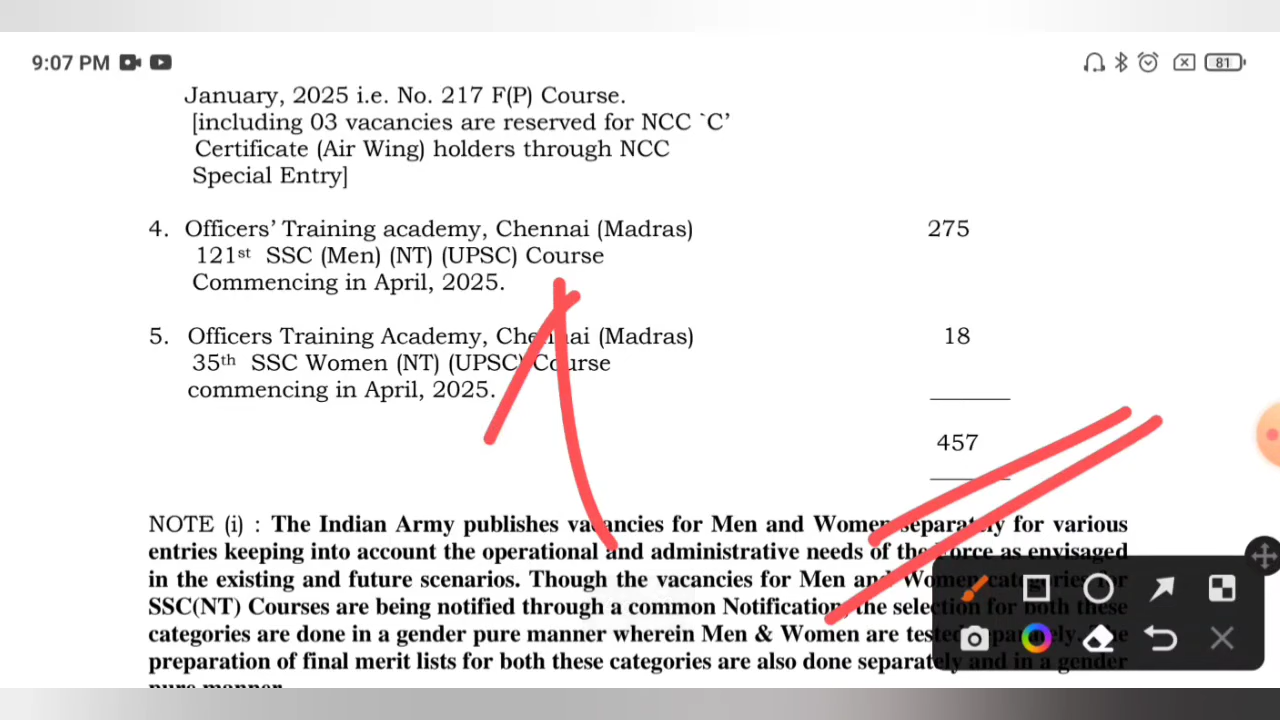 9:07 PM
81
January, 2025 i.e. No. 217 F(P) Course.
[including 03 vacancies are reserved for NCC `C’
Certificate (Air Wing) holders through NCC
Special Entry]
4. Officers’ Training academy, Chennai (Madras) 275
121st SSC (Men) (NT) (UPSC) Course
Commencing in April, 2025.
5. Officers Training Academy, Chennai (Madras) 18
35th SSC Women (NT) (UPSC) Course
commencing in April, 2025.
457
NOTE (i) : The Indian Army publishes vacancies for Men and Women separately for various
entries keeping into account the operational and administrative needs of the force as envisaged
in the existing and future scenarios. Though the vacancies for Men and Women categories for
SSC(NT) Courses are being notified through a common Notification, the selection for both these
categories are done in a gender pure manner wherein Men & Women are tested separately. The
preparation of final merit lists for both these categories are also done separately and in a gender
pure manner.